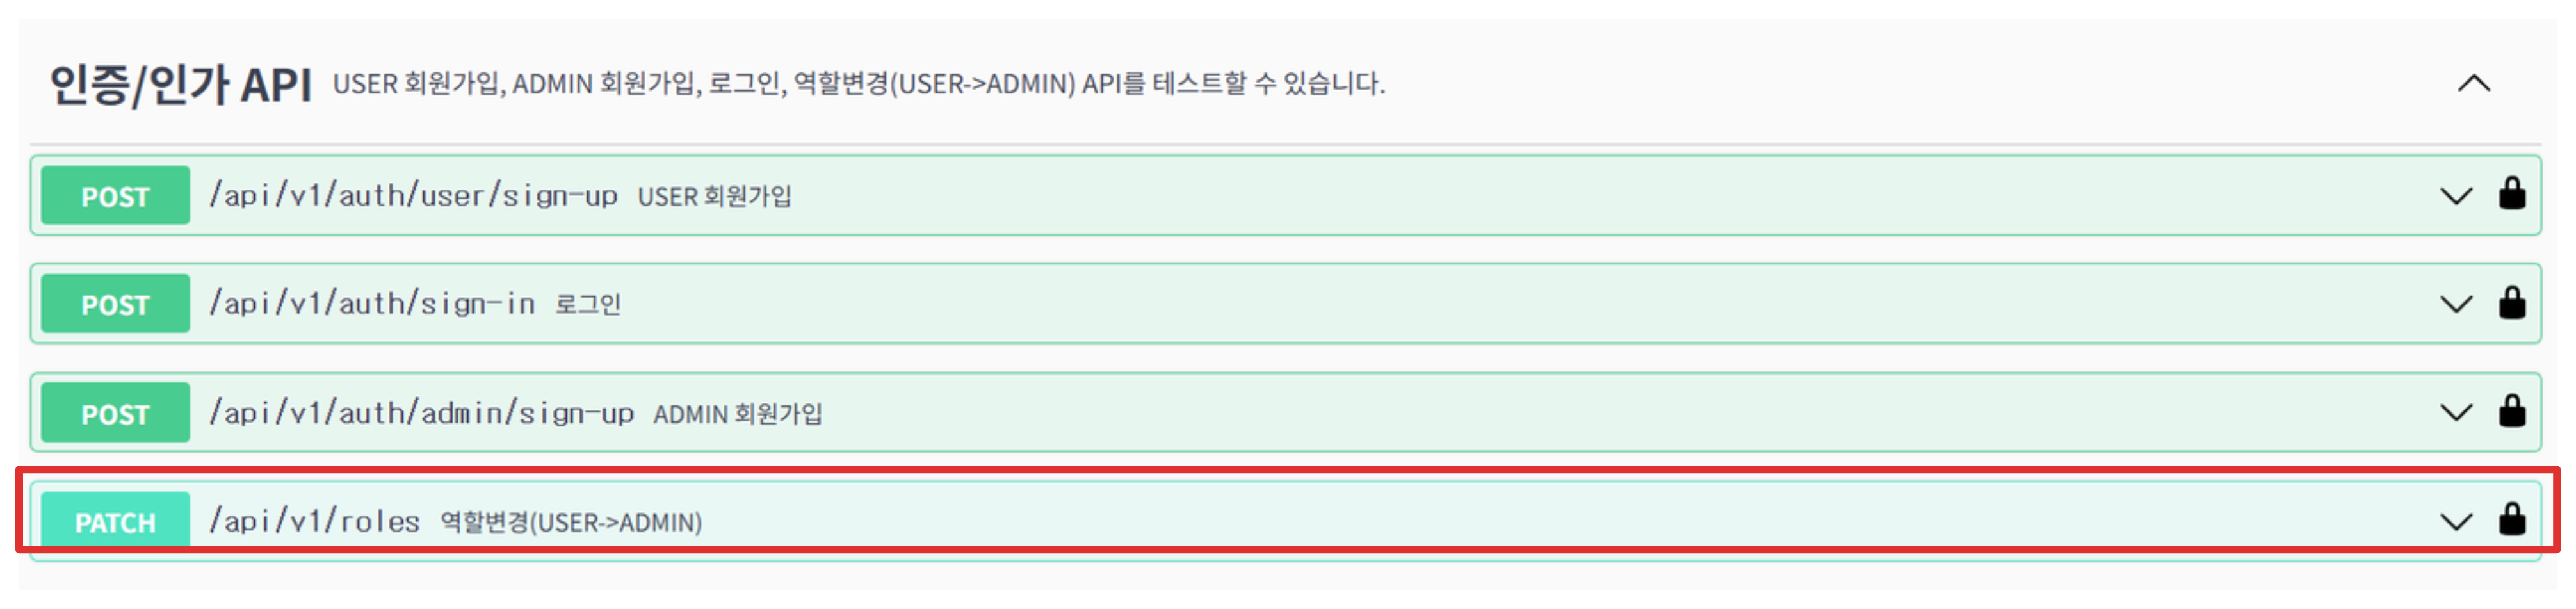 인증/인가 API USER 회원가입, ADMIN 회원가입, 로그인, 역할변경(USER->ADMIN) API를 테스트할 수 있습니다.
POST /api/v1/auth/user/sign-up USER 회원가입
POST /api/v1/auth/sign-in 로그인
POST /api/v1/auth/admin/sign-up ADMIN 회원가입
PATCH /api/v1/roles 역할변경(USER->ADMIN)